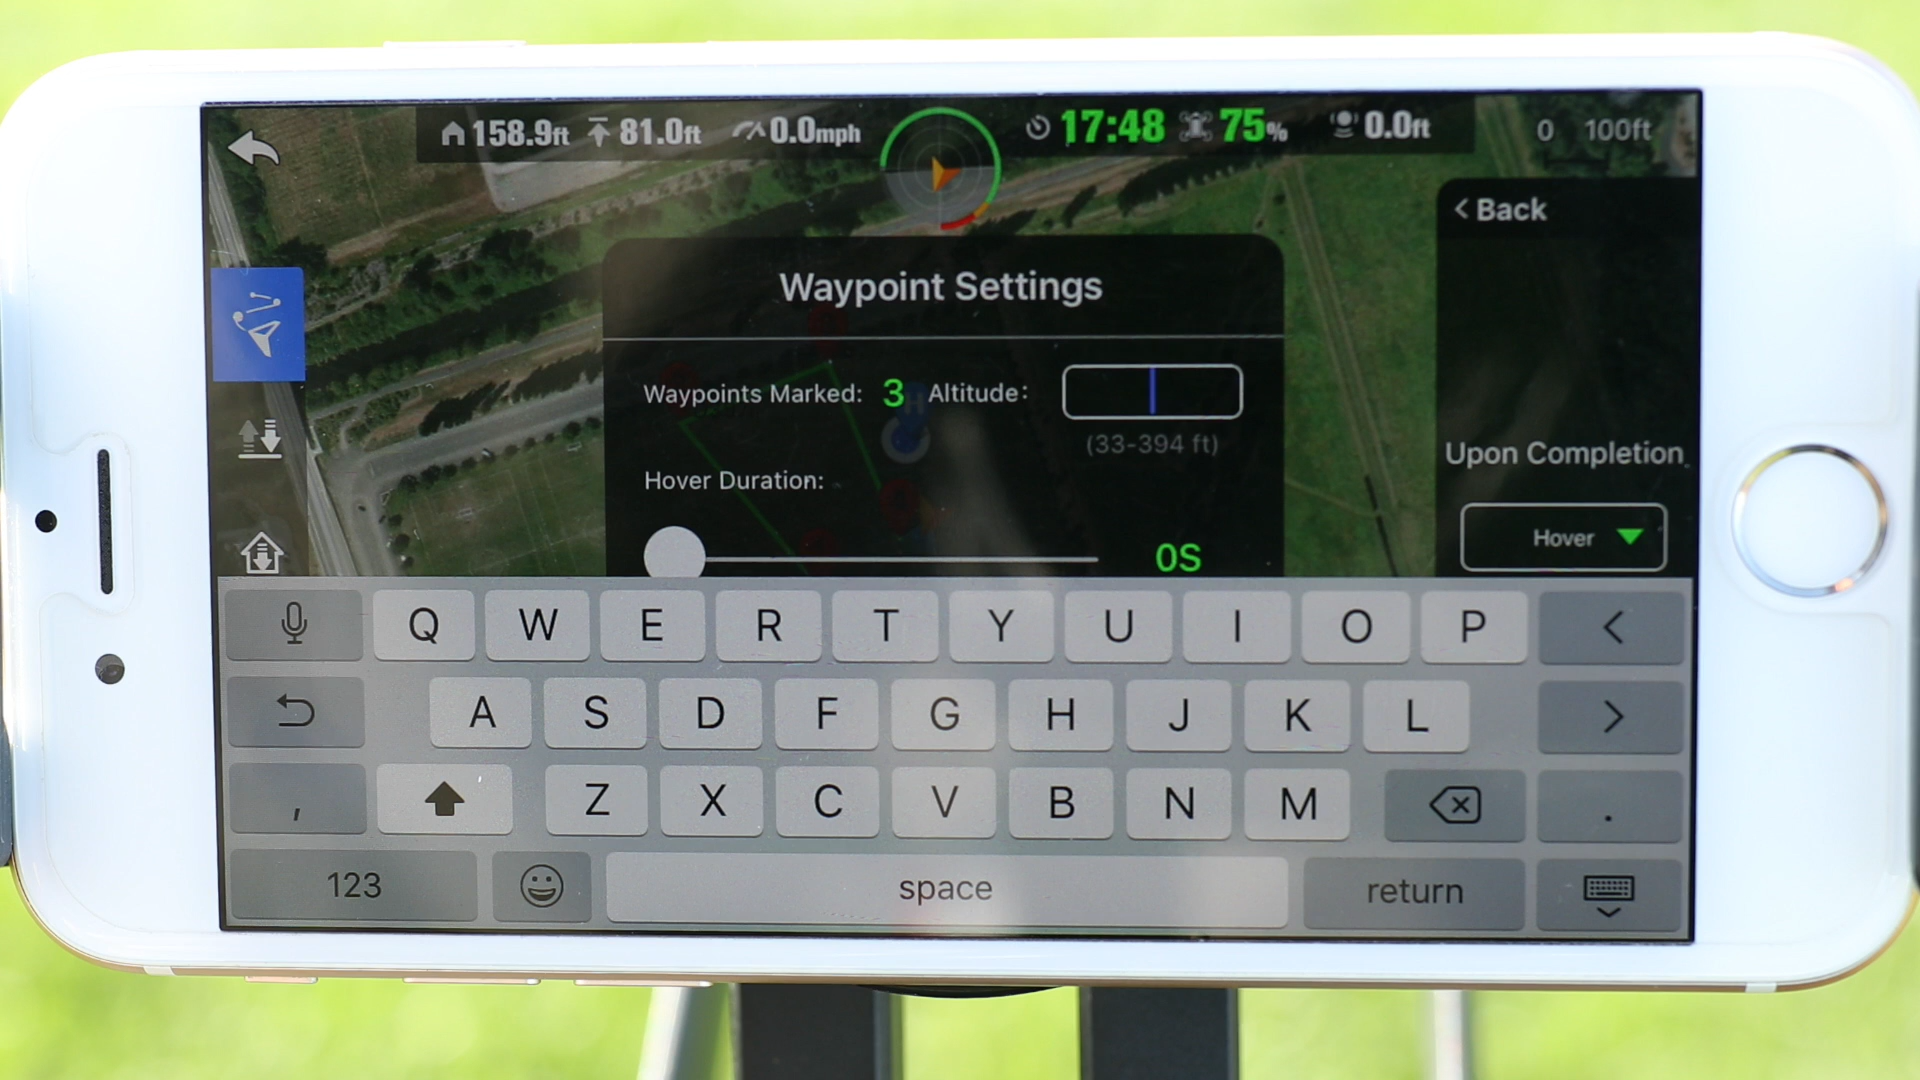 158.9ft 81.0ft 0.0mph 17:48 75% 0.0ft 0 100ft
< Back
Waypoint Settings
Waypoints Marked: 3 Altitude:
(33-394 ft)
Hover Duration:
0S
Upon Completion
Hover
Q W E R T Y U I O P <
A S D F G H J K L >
, Z X C V B N M .
123 space return